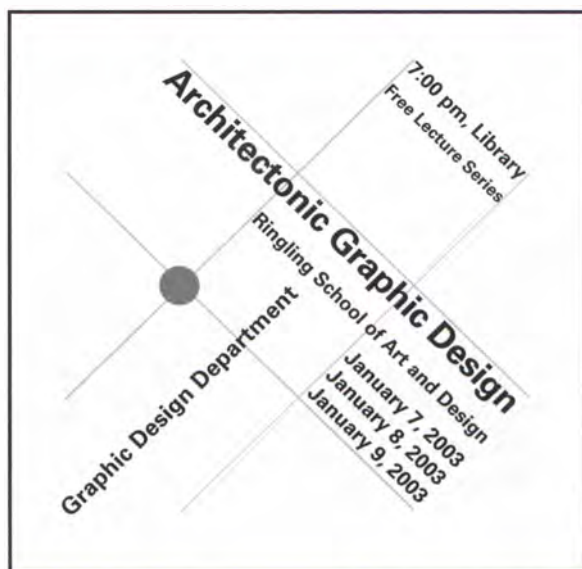 7:00 pm, Library
Free Lecture Series
Architectonic Graphic Design
Ringling School of Art and Design
January 7, 2003
January 8, 2003
January 9, 2003
Graphic Design Department